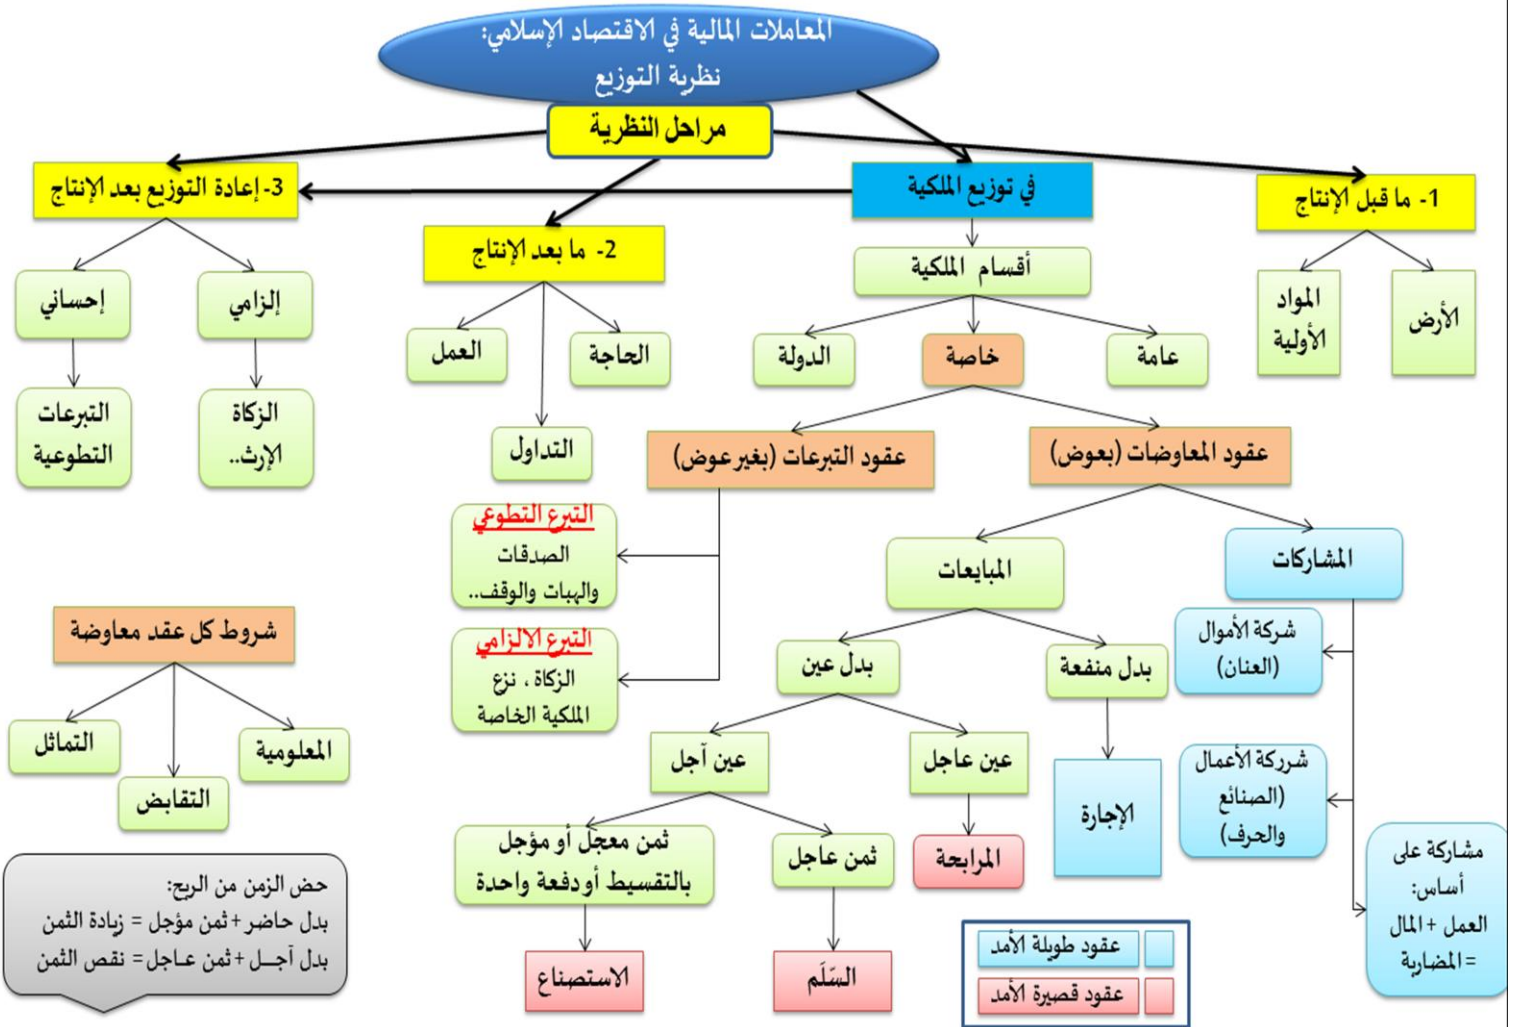 المعاملات المالية في الاقتصاد الإسلامي:
نظرية التوزيع
مراحل النظرية
1- ما قبل الإنتاج
الأرض
المواد
الأولية
في توزيع الملكية
أقسام الملكية
عامة
خاصة
الدولة
2- ما بعد الإنتاج
الحاجة
التداول
العمل
3- إعادة التوزيع بعد الإنتاج
إلزامي
الزكاة
الإرث..
إحساني
التبرعات
التطوعية
عقود المعاوضات (بعوض)
عقود التبرعات (بغير عوض)
التبرع التطوعي
الصدقات
والهبات والوقف..
التبرع الالزامي
الزكاة ، نزع
الملكية الخاصة
المشاركات
شركة الأموال
(العنان)
شرركة الأعمال
(الصنائع
والحرف)
مشاركة على
أساس:
العمل + المال
= المضاربة
المبايعات
بدل منفعة
الإجارة
بدل عين
عين عاجل
المرابحة
عين آجل
ثمن عاجل
السّلَم
ثمن معجل أو مؤجل
بالتقسيط أو دفعة واحدة
الاستصناع
عقود طويلة الأمد
عقود قصيرة الأمد
شروط كل عقد معاوضة
المعلومية
التقابض
التماثل
حض الزمن من الربح:
بدل حاضر + ثمن مؤجل = زيادة الثمن
بدل آجـــل + ثمن عـاجل = نقص الثمن